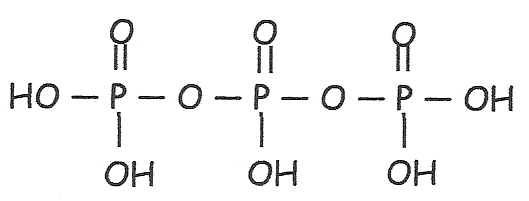 O O O
HO — P — O — P — O — P — OH
OH OH OH